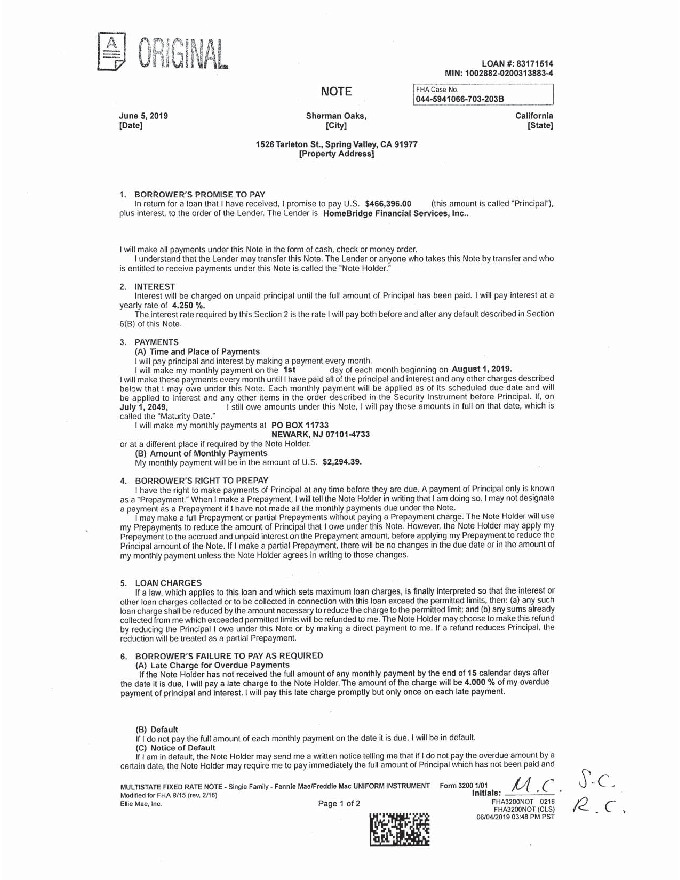 A
ORIGINAL
LOAN #: 83171514
MIN: 1002882-0200313883-4
NOTE
FHA Case No.
044-5941066-703-203B
June 5, 2019
[Date]
Sherman Oaks,
[City]
California
[State]
1526 Tarleton St., Spring Valley, CA 91977
[Property Address]
1. BORROWER'S PROMISE TO PAY
In return for a loan that I have received, I promise to pay U.S. $466,396.00 (this amount is called "Principal"),
plus interest, to the order of the Lender. The Lender is HomeBridge Financial Services, Inc..
I will make all payments under this Note in the form of cash, check or money order.
I understand that the Lender may transfer this Note. The Lender or anyone who takes this Note by transfer and who
is entitled to receive payments under this Note is called the "Note Holder."
2. INTEREST
Interest will be charged on unpaid principal until the full amount of Principal has been paid. I will pay interest at a
yearly rate of 4.250 %.
The interest rate required by this Section 2 is the rate I will pay both before and after any default described in Section
6(B) of this Note.
3. PAYMENTS
(A) Time and Place of Payments
I will pay principal and interest by making a payment every month.
I will make my monthly payment on the 1st day of each month beginning on August 1, 2019.
I will make these payments every month until I have paid all of the principal and interest and any other charges described
below that I may owe under this Note. Each monthly payment will be applied as of its scheduled due date and will
be applied to interest and any other items in the order described in the Security Instrument before Principal. If, on
July 1, 2049, I still owe amounts under this Note, I will pay those amounts in full on that date, which is
called the "Maturity Date."
I will make my monthly payments at PO BOX 11733
NEWARK, NJ 07101-4733
or at a different place if required by the Note Holder.
(B) Amount of Monthly Payments
My monthly payment will be in the amount of U.S. $2,294.39.
4. BORROWER'S RIGHT TO PREPAY
I have the right to make payments of Principal at any time before they are due. A payment of Principal only is known
as a "Prepayment." When I make a Prepayment, I will tell the Note Holder in writing that I am doing so. I may not designate
a payment as a Prepayment if I have not made all the monthly payments due under the Note.
I may make a full Prepayment or partial Prepayments without paying a Prepayment charge. The Note Holder will use
my Prepayments to reduce the amount of Principal that I owe under this Note. However, the Note Holder may apply my
Prepayment to the accrued and unpaid interest on the Prepayment amount, before applying my Prepayment to reduce the
Principal amount of the Note. If I make a partial Prepayment, there will be no changes in the due date or in the amount of
my monthly payment unless the Note Holder agrees in writing to those changes.
5. LOAN CHARGES
If a law, which applies to this loan and which sets maximum loan charges, is finally interpreted so that the interest or
other loan charges collected or to be collected in connection with this loan exceed the permitted limits, then: (a) any such
loan charge shall be reduced by the amount necessary to reduce the charge to the permitted limit; and (b) any sums already
collected from me which exceeded permitted limits will be refunded to me. The Note Holder may choose to make this refund
by reducing the Principal I owe under this Note or by making a direct payment to me. If a refund reduces Principal, the
reduction will be treated as a partial Prepayment.
6. BORROWER'S FAILURE TO PAY AS REQUIRED
(A) Late Charge for Overdue Payments
If the Note Holder has not received the full amount of any monthly payment by the end of 15 calendar days after
the date it is due, I will pay a late charge to the Note Holder. The amount of the charge will be 4.000 % of my overdue
payment of principal and interest. I will pay this late charge promptly but only once on each late payment.
(B) Default
If I do not pay the full amount of each monthly payment on the date it is due, I will be in default.
(C) Notice of Default
If I am in default, the Note Holder may send me a written notice telling me that if I do not pay the overdue amount by a
certain date, the Note Holder may require me to pay immediately the full amount of Principal which has not been paid and
MULTISTATE FIXED RATE NOTE - Single Family - Fannie Mae/Freddie Mac UNIFORM INSTRUMENT Form 3200 1/01
Modified for FHA 9/15 (rev. 2/16)
Ellie Mae, Inc.
Page 1 of 2
Initials: M.C. S.C.
R.C.
FHA3200NOT 0216
FHA3200NOT (CLS)
06/04/2019 03:48 PM PST